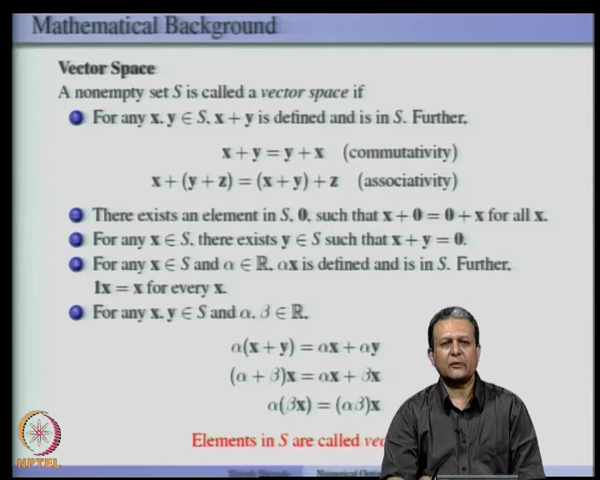 Mathematical Background
Vector Space
A nonempty set S is called a vector space if
For any x, y ∈ S, x + y is defined and is in S. Further,
x + y = y + x (commutativity)
x + (y + z) = (x + y) + z (associativity)
There exists an element in S, 0, such that x + 0 = 0 + x for all x.
For any x ∈ S, there exists y ∈ S such that x + y = 0.
For any x ∈ S and α ∈ ℝ, αx is defined and is in S. Further,
1x = x for every x.
For any x, y ∈ S and α, β ∈ ℝ,
α(x + y) = αx + αy
(α + β)x = αx + βx
α(βx) = (αβ)x
Elements in S are called
NPTEL
Numerical